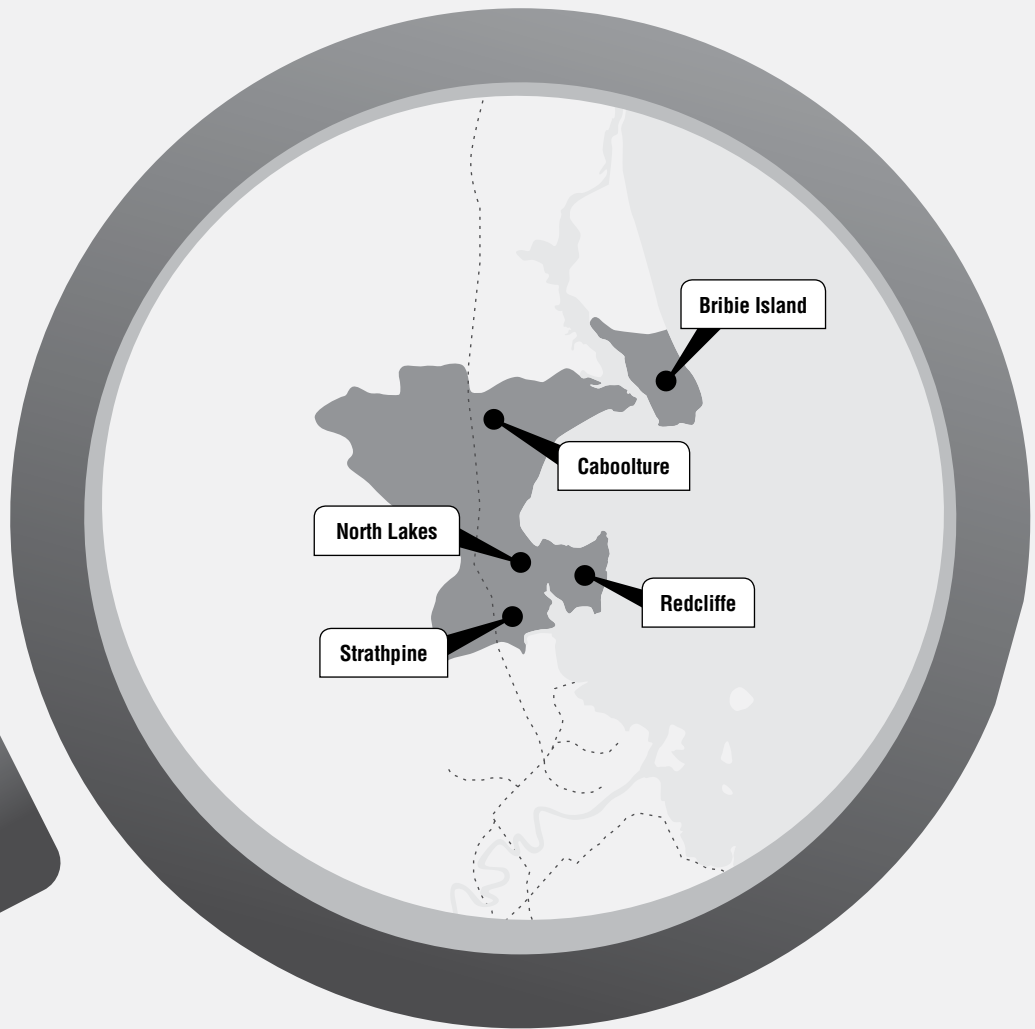 Bribie Island
Caboolture
North Lakes
Redcliffe
Strathpine